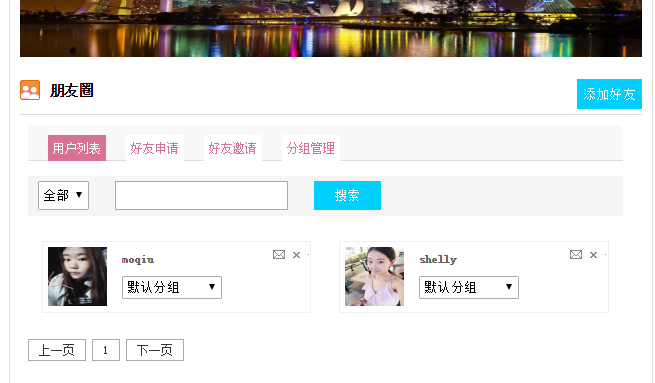 朋友圈
添加好友
用户列表 好友申请 好友邀请 分组管理
全部 搜索
moqiu shelly
默认分组 默认分组
上一页 1 下一页